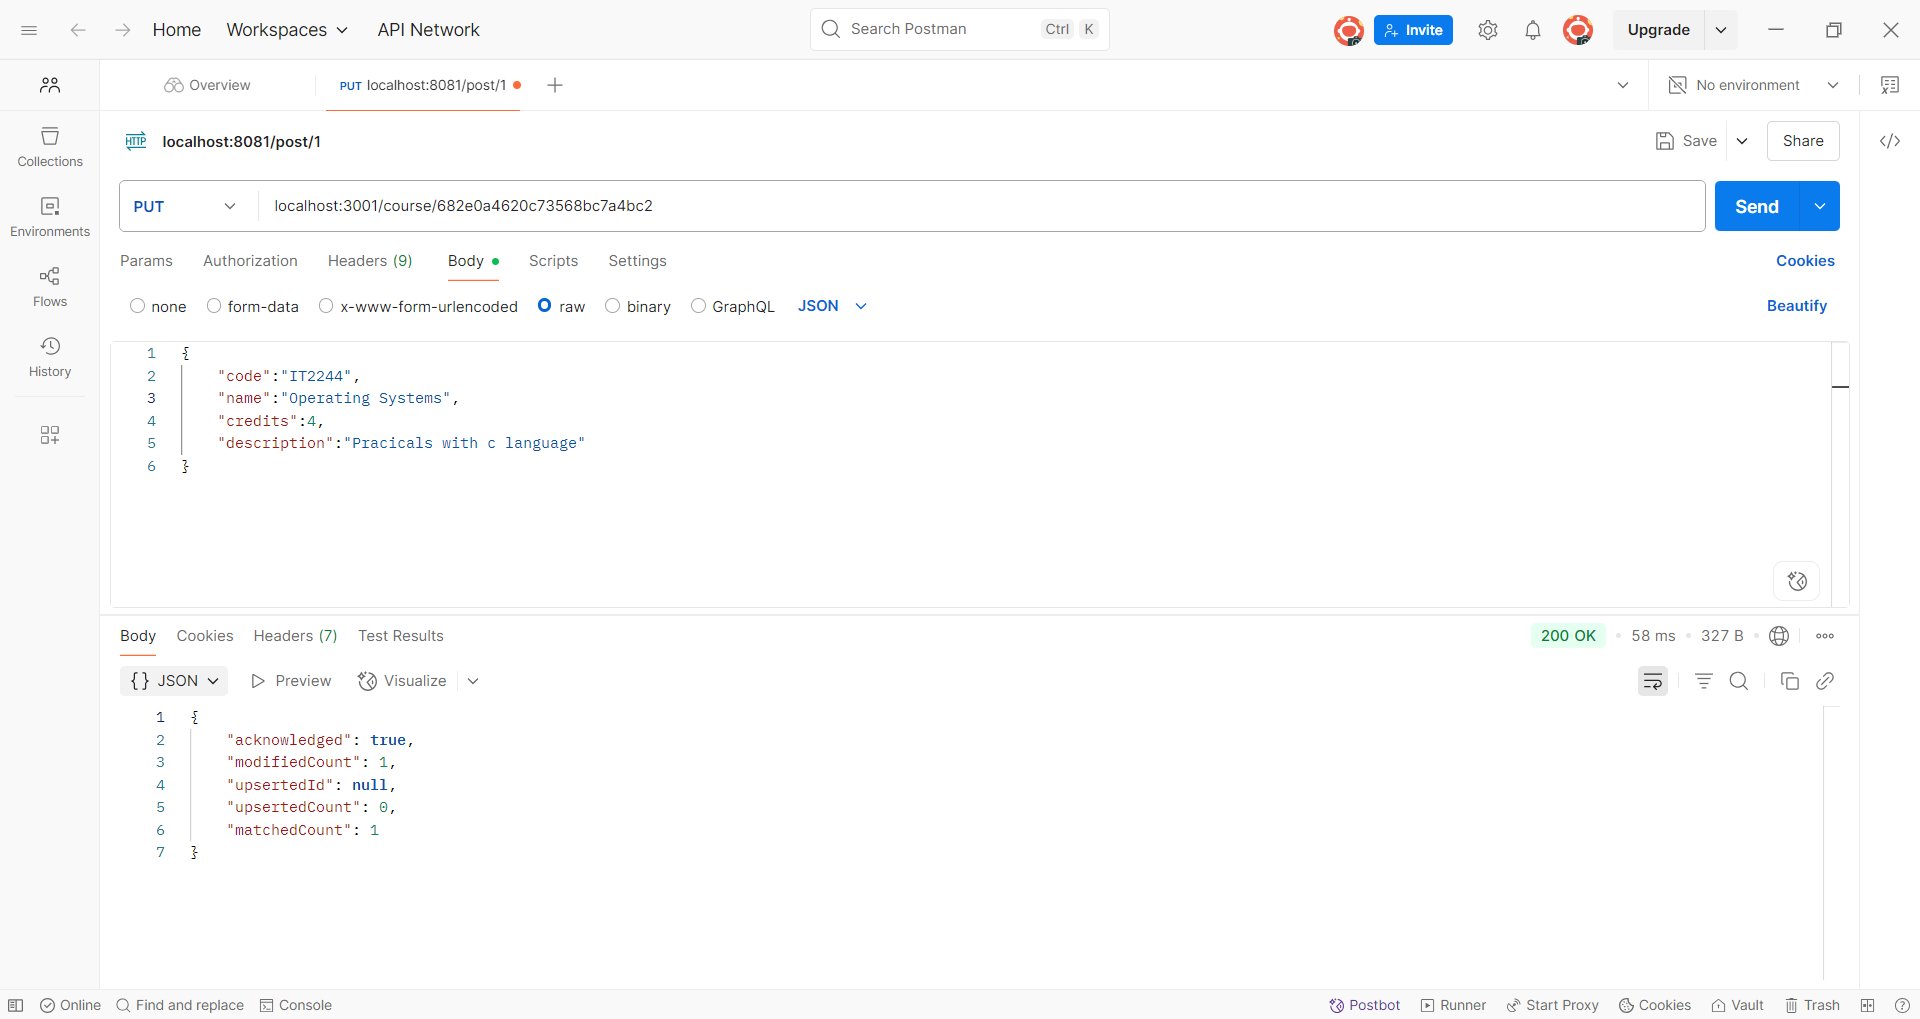 Home Workspaces API Network Search Postman Ctrl K Invite Upgrade
Overview PUT localhost:8081/post/1 No environment
HTTP localhost:8081/post/1 Save Share
Collections
Environments
Flows
History
PUT localhost:3001/course/682e0a4620c73568bc7a4bc2 Send
Params Authorization Headers (9) Body Scripts Settings Cookies
none form-data x-www-form-urlencoded raw binary GraphQL JSON Beautify
1 {
2 "code":"IT2244",
3 "name":"Operating Systems",
4 "credits":4,
5 "description":"Pracicals with c language"
6 }
Body Cookies Headers (7) Test Results 200 OK • 58 ms • 327 B •
{} JSON Preview Visualize
1 {
2 "acknowledged": true,
3 "modifiedCount": 1,
4 "upsertedId": null,
5 "upsertedCount": 0,
6 "matchedCount": 1
7 }
Online Find and replace Console Postbot Runner Start Proxy Cookies Vault Trash